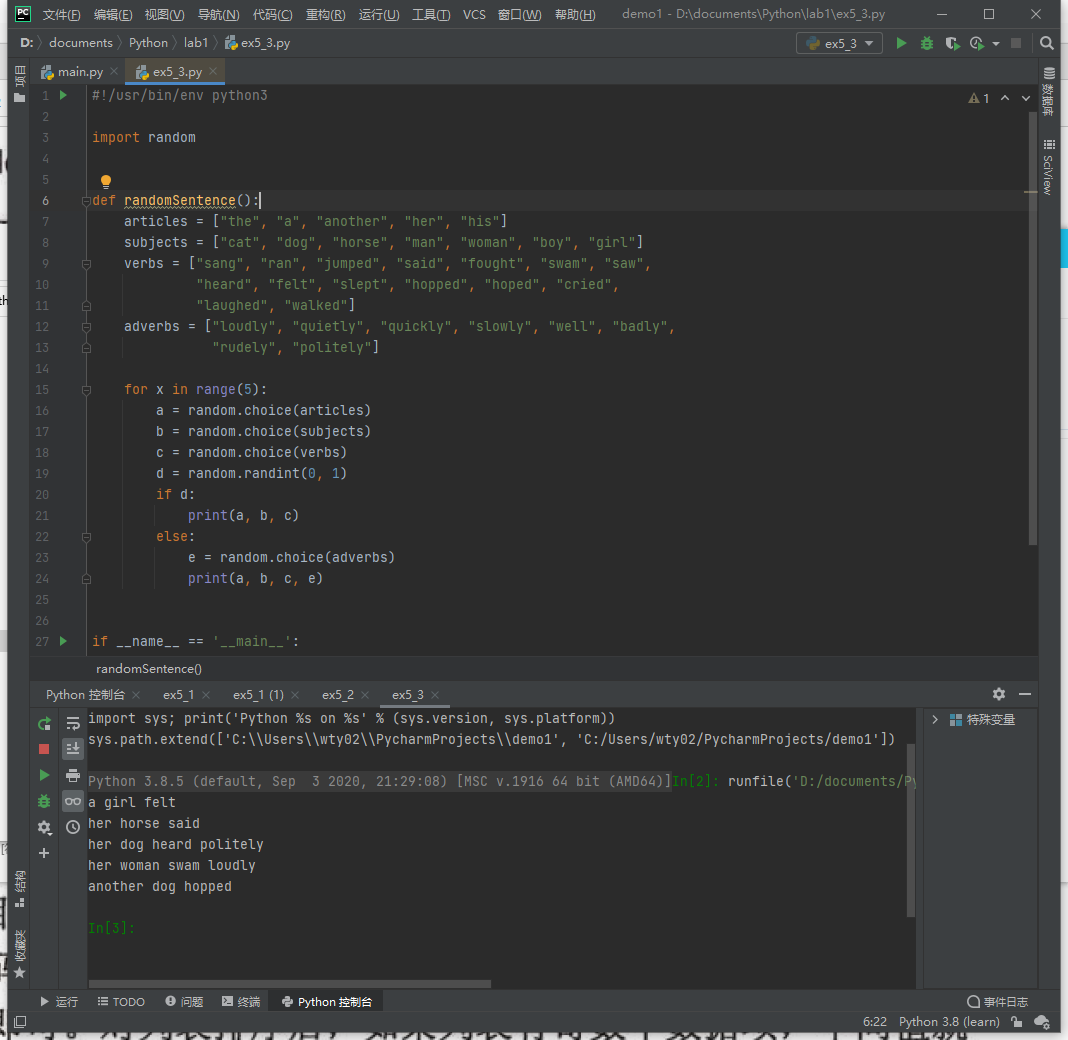 PC 文件(F) 编辑(E) 视图(V) 导航(N) 代码(C) 重构(R) 运行(U) 工具(T) VCS 窗口(W) 帮助(H) demo1 - D:\documents\Python\lab1\ex5_3.py
D: documents Python lab1 ex5_3.py ex5_3
项目 main.py ex5_3.py
1 #!/usr/bin/env python3 1
2
3 import random
4
5
6 def randomSentence():
7 articles = ["the", "a", "another", "her", "his"]
8 subjects = ["cat", "dog", "horse", "man", "woman", "boy", "girl"]
9 verbs = ["sang", "ran", "jumped", "said", "fought", "swam", "saw",
10 "heard", "felt", "slept", "hopped", "hoped", "cried",
11 "laughed", "walked"]
12 adverbs = ["loudly", "quietly", "quickly", "slowly", "well", "badly",
13 "rudely", "politely"]
14
15 for x in range(5):
16 a = random.choice(articles)
17 b = random.choice(subjects)
18 c = random.choice(verbs)
19 d = random.randint(0, 1)
20 if d:
21 print(a, b, c)
22 else:
23 e = random.choice(adverbs)
24 print(a, b, c, e)
25
26
27 if __name__ == '__main__':
randomSentence()
数据库
SciView
Python 控制台 ex5_1 ex5_1 (1) ex5_2 ex5_3
import sys; print('Python %s on %s' % (sys.version, sys.platform))
sys.path.extend(['C:\\Users\\wty02\\PycharmProjects\\demo1', 'C:/Users/wty02/PycharmProjects/demo1'])
特殊变量
Python 3.8.5 (default, Sep  3 2020, 21:29:08) [MSC v.1916 64 bit (AMD64)]In[2]: runfile('D:/documents/Py
a girl felt
her horse said
her dog heard politely
her woman swam loudly
another dog hopped
In[3]:
结构
收藏夹
运行 TODO 问题 终端 Python 控制台 事件日志
6:22 Python 3.8 (learn)